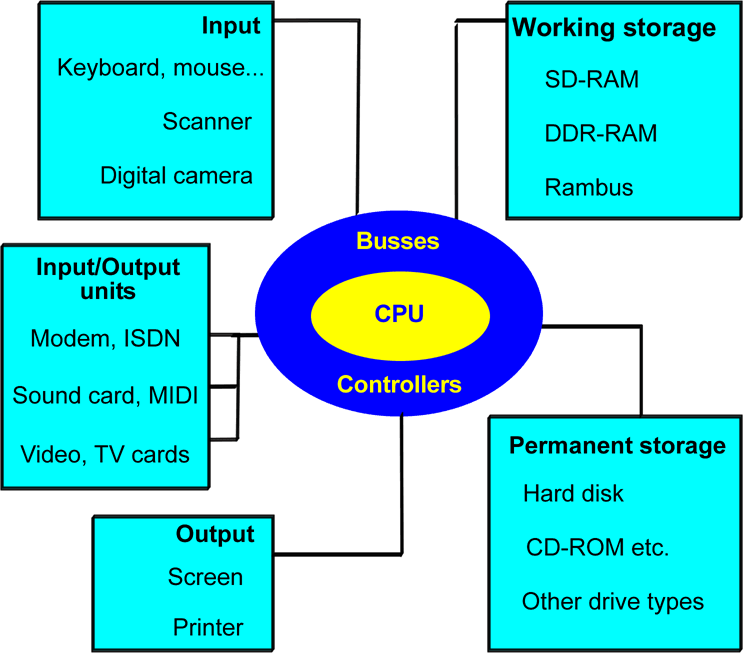 Input
Keyboard, mouse...
Scanner
Digital camera
Working storage
SD-RAM
DDR-RAM
Rambus
Busses
CPU
Controllers
Input/Output
units
Modem, ISDN
Sound card, MIDI
Video, TV cards
Permanent storage
Hard disk
CD-ROM etc.
Other drive types
Output
Screen
Printer